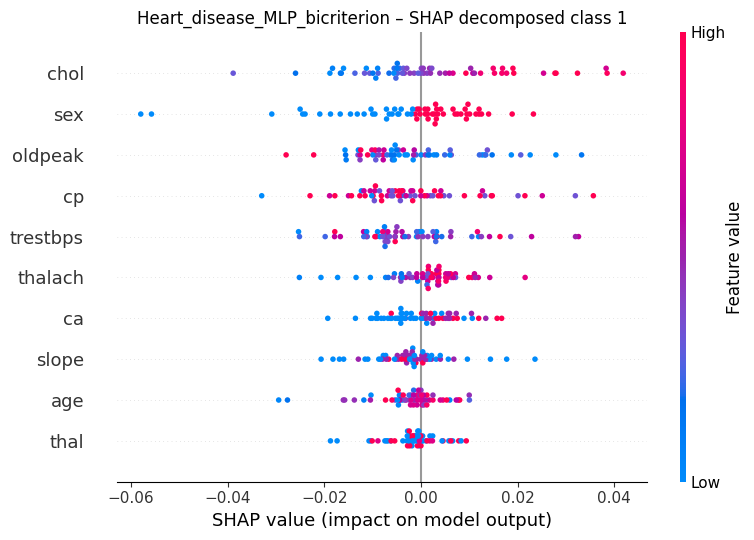 Heart_disease_MLP_bicriterion – SHAP decomposed class 1
High
chol
sex
oldpeak
cp
trestbps
thalach
ca
slope
age
thal
Feature value
Low
−0.06 −0.04 −0.02 0.00 0.02 0.04
SHAP value (impact on model output)